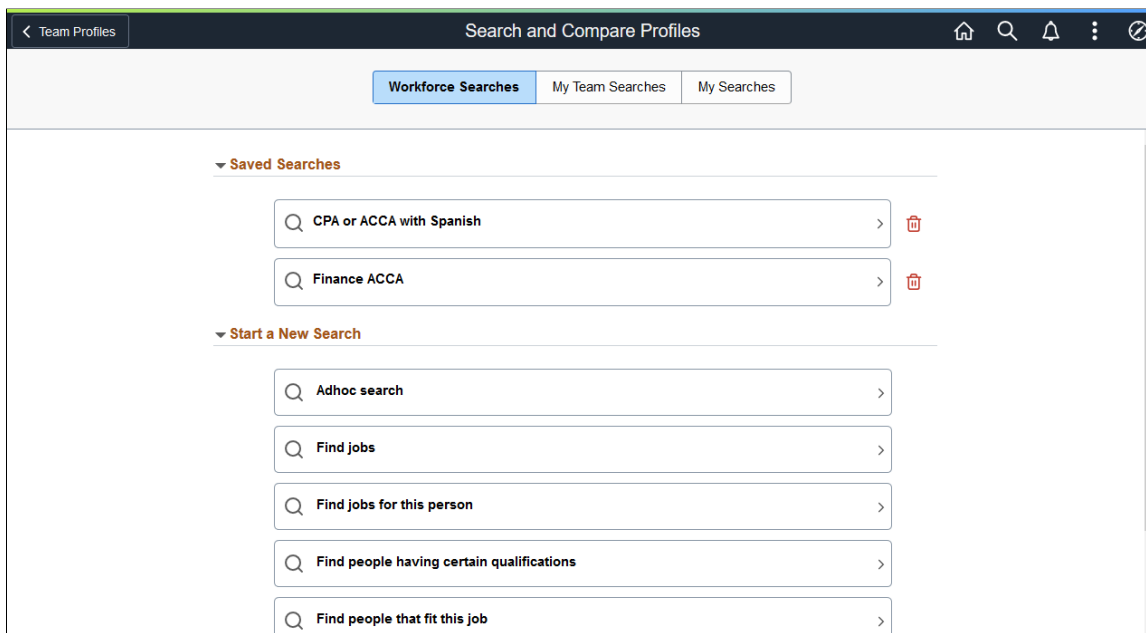 Team Profiles
Search and Compare Profiles
Workforce Searches
My Team Searches
My Searches
Saved Searches
CPA or ACCA with Spanish
Finance ACCA
Start a New Search
Adhoc search
Find jobs
Find jobs for this person
Find people having certain qualifications
Find people that fit this job